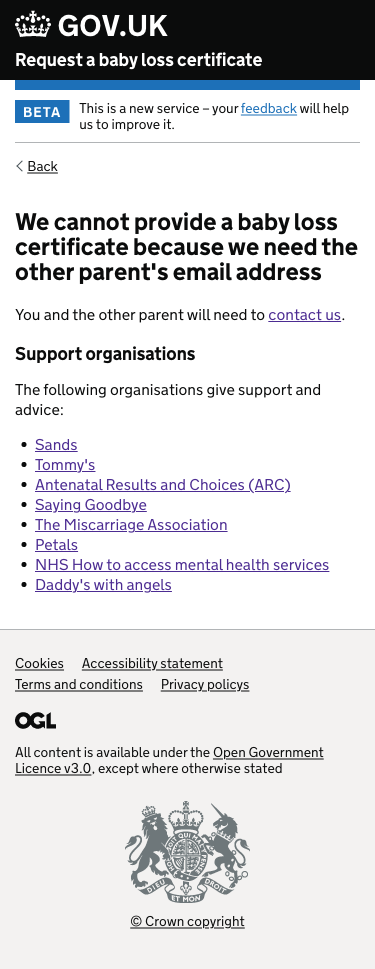 GOV.UK
Request a baby loss certificate
BETA
This is a new service – your feedback will help
us to improve it.
Back
We cannot provide a baby loss
certificate because we need the
other parent's email address
You and the other parent will need to contact us.
Support organisations
The following organisations give support and
advice:
Sands
Tommy's
Antenatal Results and Choices (ARC)
Saying Goodbye
The Miscarriage Association
Petals
NHS How to access mental health services
Daddy's with angels
Cookies Accessibility statement
Terms and conditions Privacy policys
OGL
All content is available under the Open Government
Licence v3.0, except where otherwise stated
DIEU ET MON DROIT
© Crown copyright